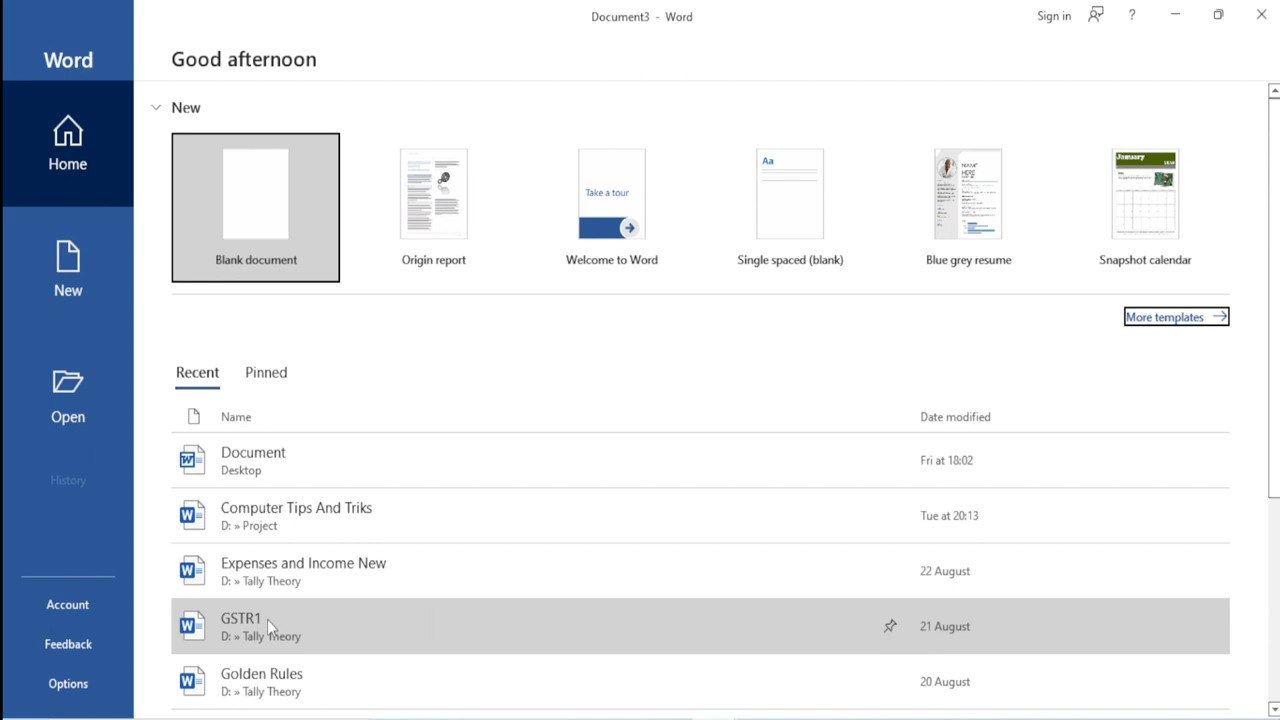 Document3 - Word
Sign in
?
Word
Good afternoon
Home
New
Open
History
Account
Feedback
Options
New
Take a tour
Aa
NAME
HERE
January
Blank document
Origin report
Welcome to Word
Single spaced (blank)
Blue grey resume
Snapshot calendar
More templates
Recent Pinned
Name Date modified
Document
Desktop
Fri at 18:02
Computer Tips And Triks
D: » Project
Tue at 20:13
Expenses and Income New
D: » Tally Theory
22 August
GSTR1
D: » Tally Theory
21 August
Golden Rules
D: » Tally Theory
20 August